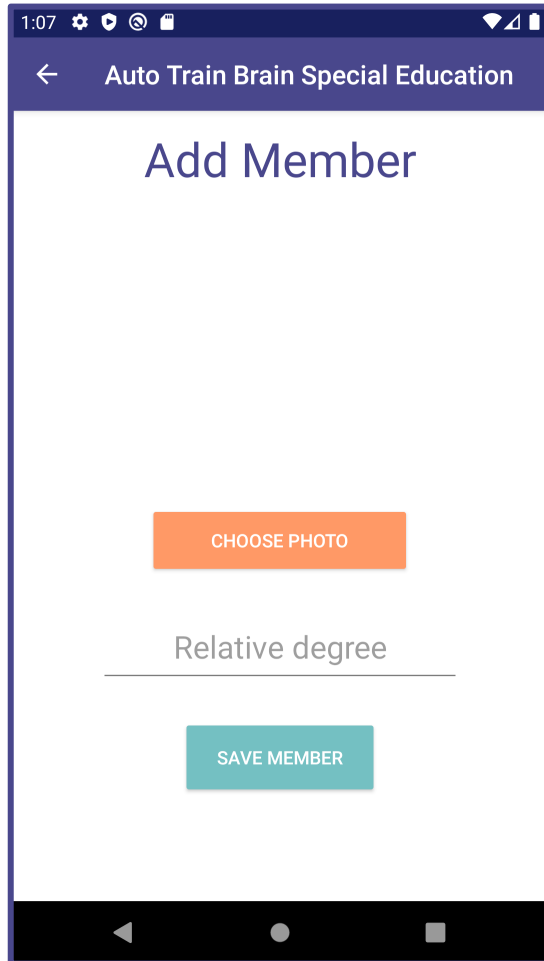 1:07
Auto Train Brain Special Education
Add Member
CHOOSE PHOTO
Relative degree
SAVE MEMBER